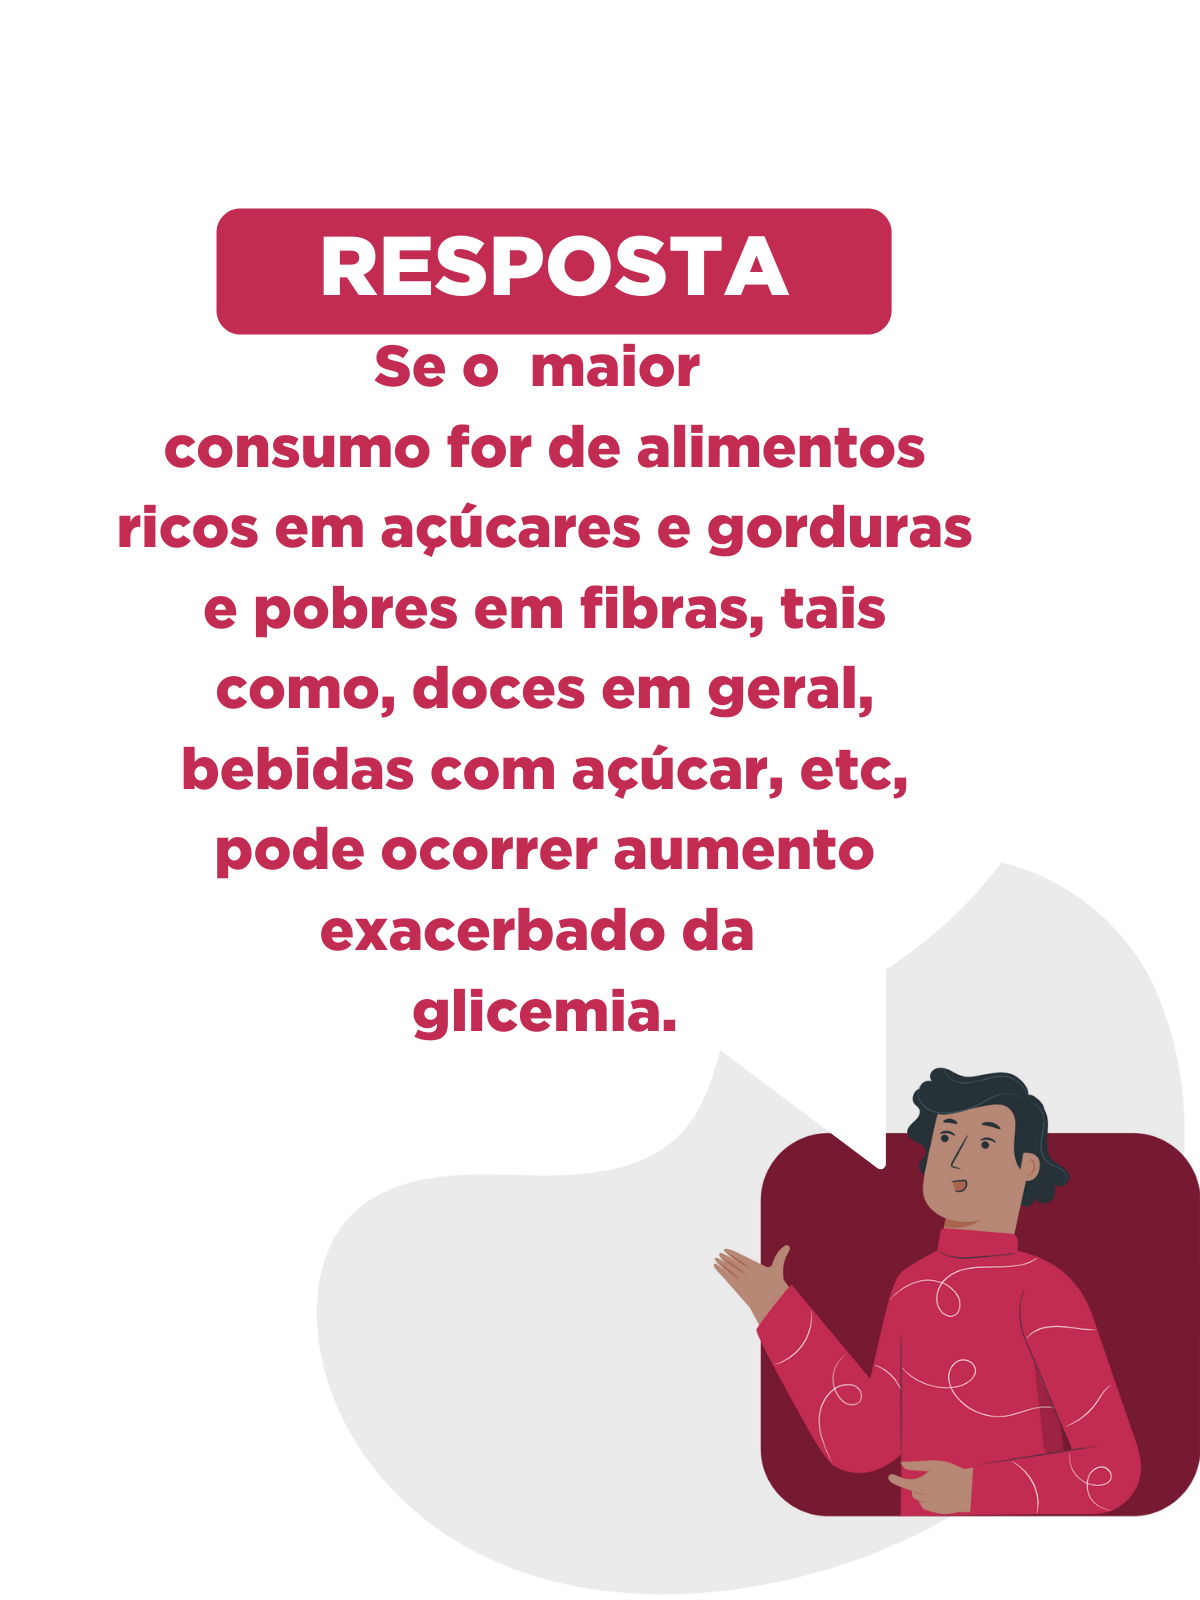 RESPOSTA
Se o maior
consumo for de alimentos
ricos em açúcares e gorduras
e pobres em fibras, tais
como, doces em geral,
bebidas com açúcar, etc,
pode ocorrer aumento
exacerbado da
glicemia.